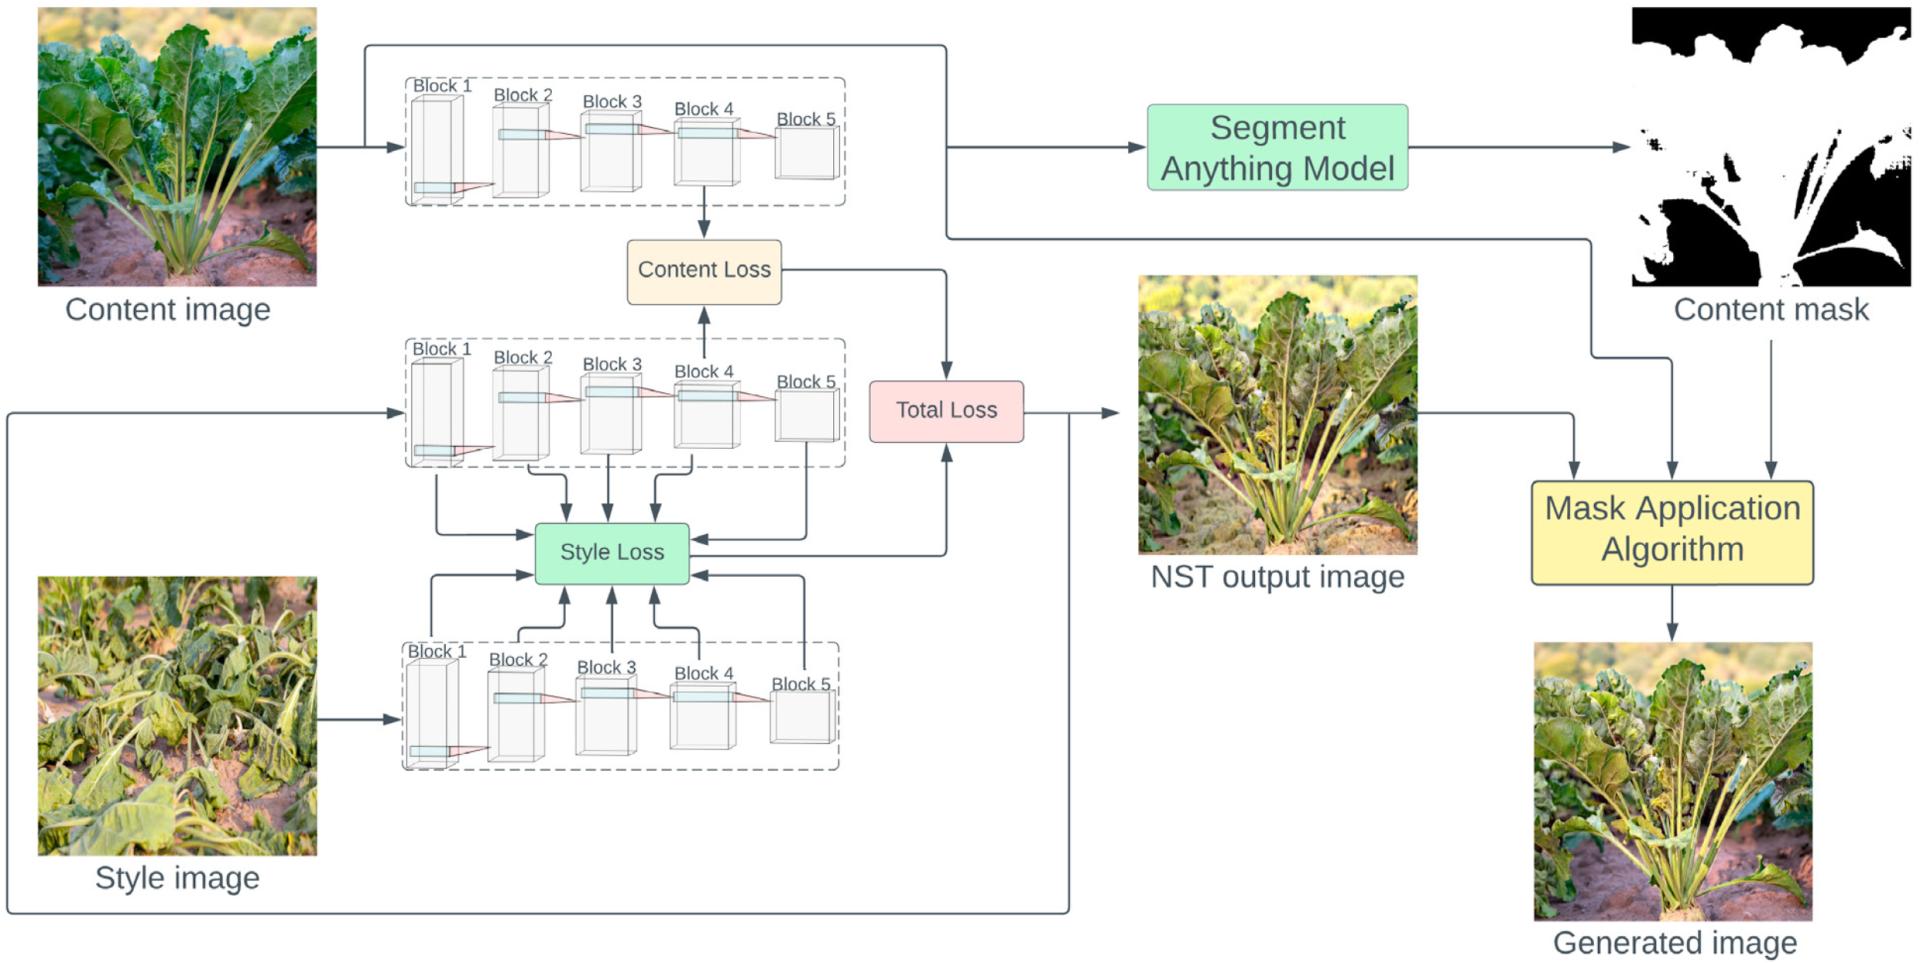 Block 1
Block 2
Block 3
Block 4
Block 5
Segment
Anything Model
Content image
Content Loss
Content mask
Block 1
Block 2
Block 3
Block 4
Block 5
Total Loss
Style Loss
NST output image
Mask Application
Algorithm
Block 1
Block 2
Block 3
Block 4
Block 5
Style image
Generated image